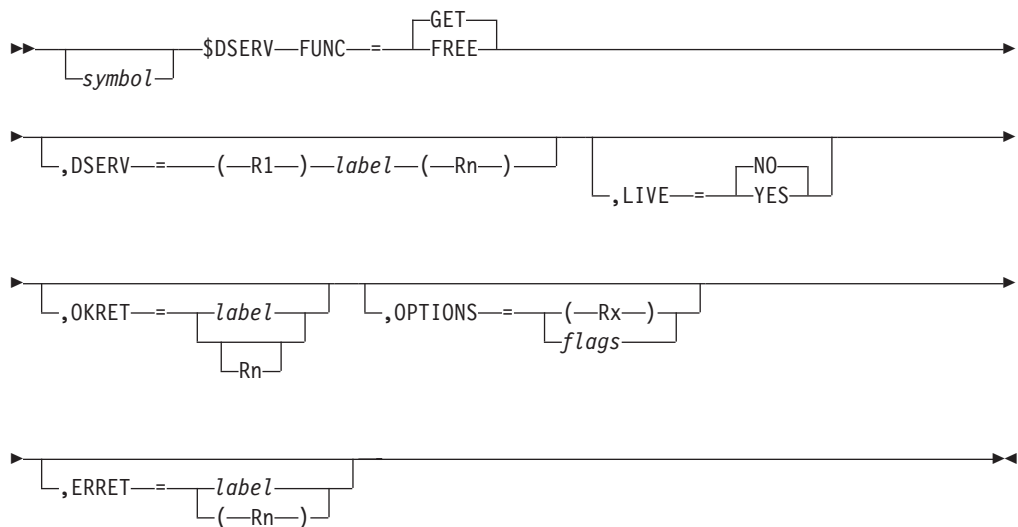 GET
$DSERV FUNC = FREE
symbol
,DSERV = ( R1 ) label ( Rn )
NO
,LIVE = YES
,OKRET = label
Rn
,OPTIONS = ( Rx )
flags
,ERRET = label
( Rn )